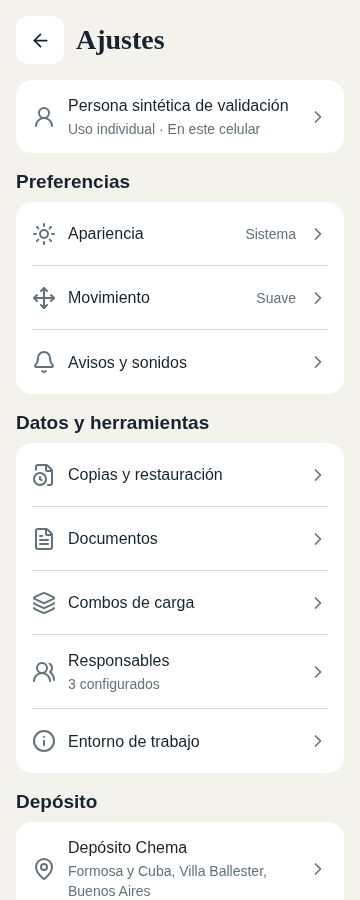 Ajustes
Persona sintética de validación
Uso individual · En este celular
Preferencias
Apariencia Sistema
Movimiento Suave
Avisos y sonidos
Datos y herramientas
Copias y restauración
Documentos
Combos de carga
Responsables
3 configurados
Entorno de trabajo
Depósito
Depósito Chema
Formosa y Cuba, Villa Ballester,
Buenos Aires